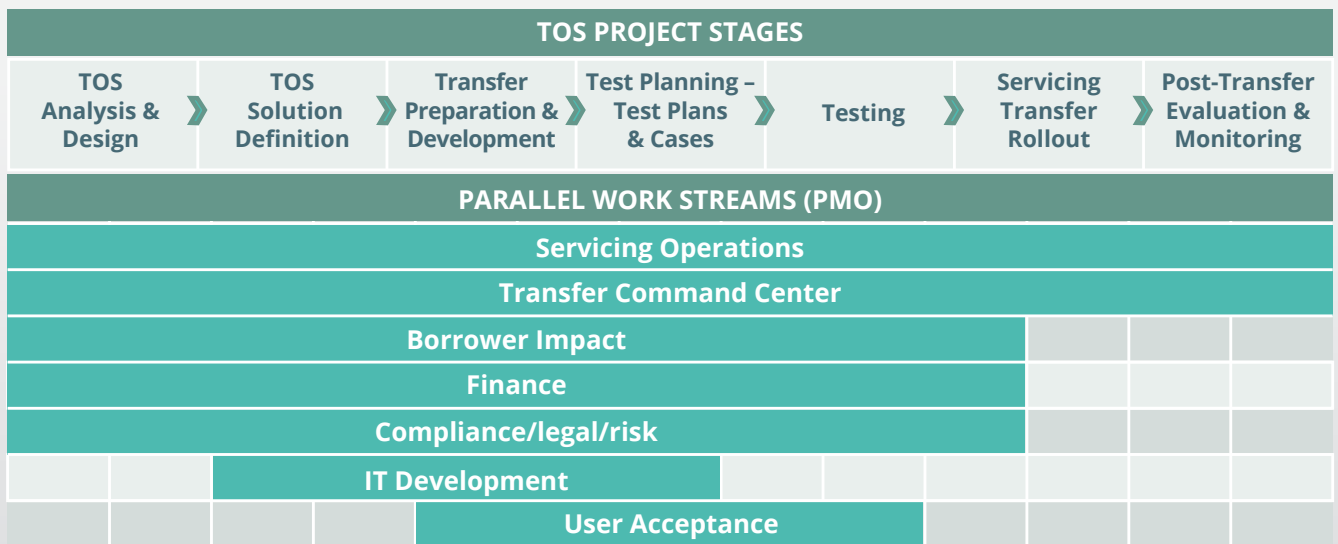 TOS PROJECT STAGES
TOS
Analysis &
Design
TOS
Solution
Definition
Transfer
Preparation &
Development
Test Planning –
Test Plans
& Cases
Testing
Servicing
Transfer
Rollout
Post-Transfer
Evaluation &
Monitoring
PARALLEL WORK STREAMS (PMO)
Servicing Operations
Transfer Command Center
Borrower Impact
Finance
Compliance/legal/risk
IT Development
User Acceptance